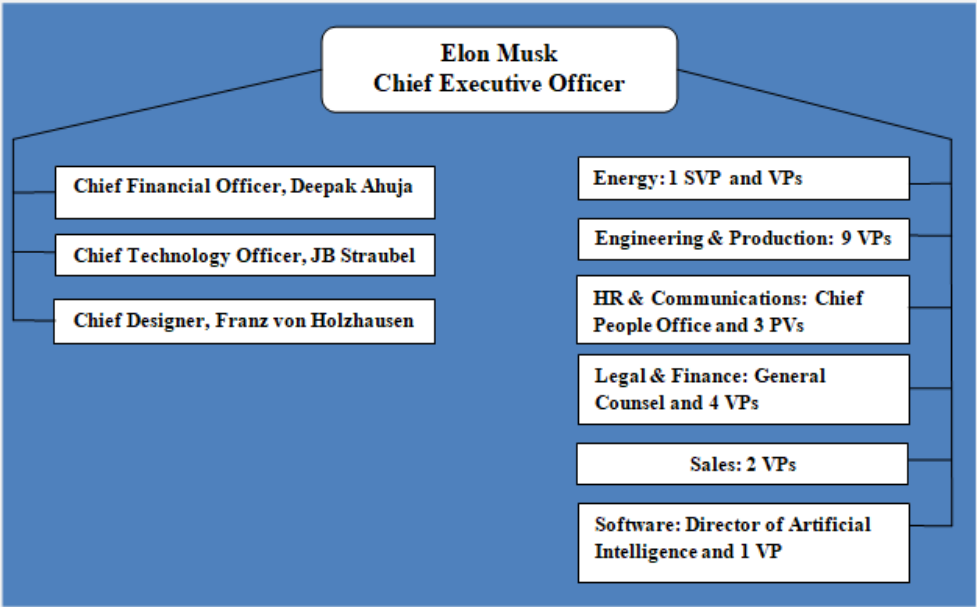 Elon Musk
Chief Executive Officer
Chief Financial Officer, Deepak Ahuja
Chief Technology Officer, JB Straubel
Chief Designer, Franz von Holzhausen
Energy: 1 SVP and VPs
Engineering & Production: 9 VPs
HR & Communications: Chief
People Office and 3 PVs
Legal & Finance: General
Counsel and 4 VPs
Sales: 2 VPs
Software: Director of Artificial
Intelligence and 1 VP